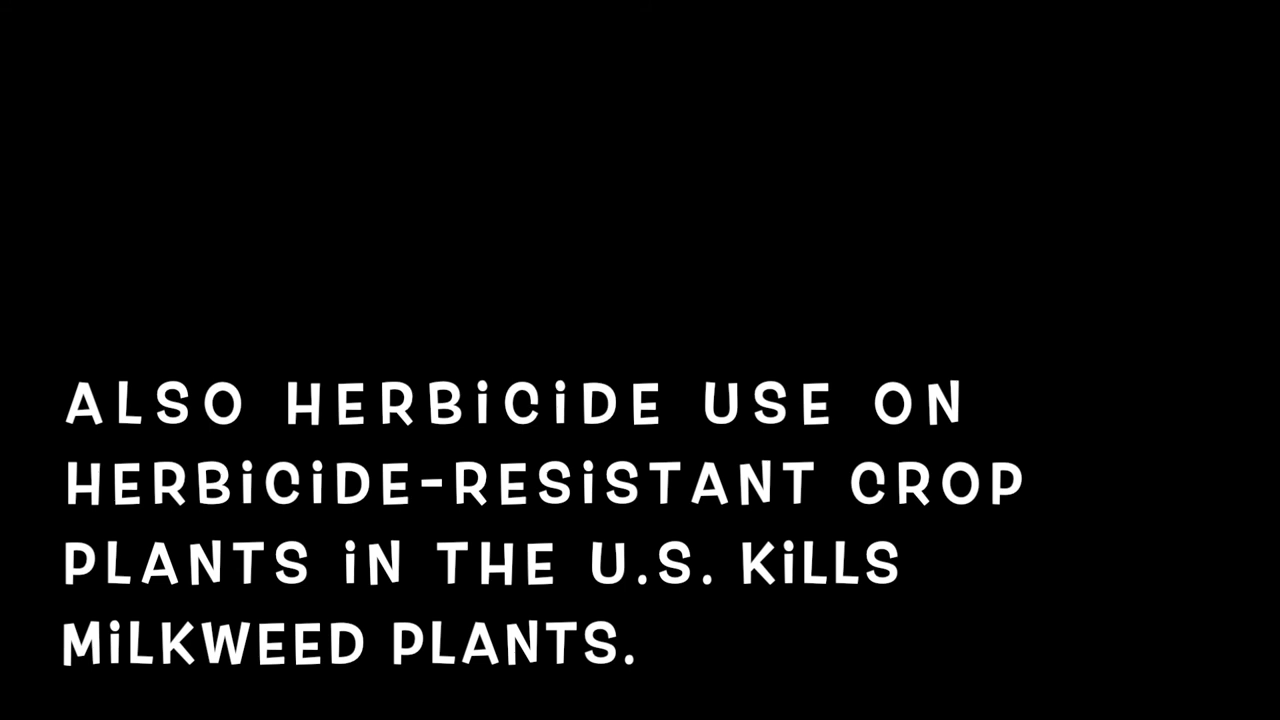 ALSO HERBiCiDE USE ON
HERBiCiDE-RESiSTANT CROP
PLANTS iN THE U.S. KiLLS
MiLKWEED PLANTS.